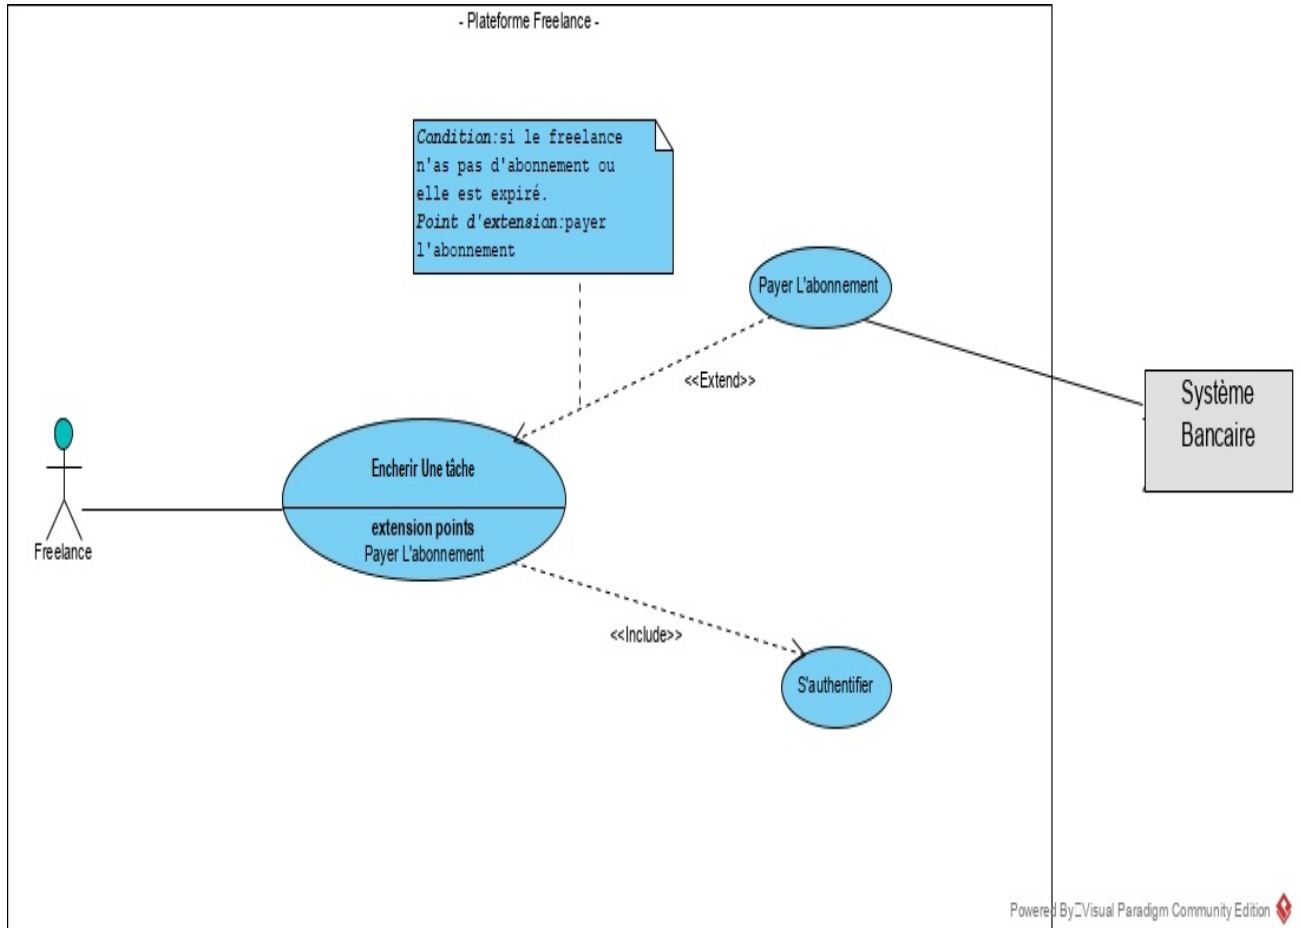 - Plateforme Freelance -
Condition:si le freelance
n'as pas d'abonnement ou
elle est expiré.
Point d'extension:payer
l'abonnement
Payer L'abonnement
<<Extend>>
Système
Bancaire
Encherir Une tâche
extension points
Payer L'abonnement
Freelance
<<Include>>
S'authentifier
Powered By Visual Paradigm Community Edition